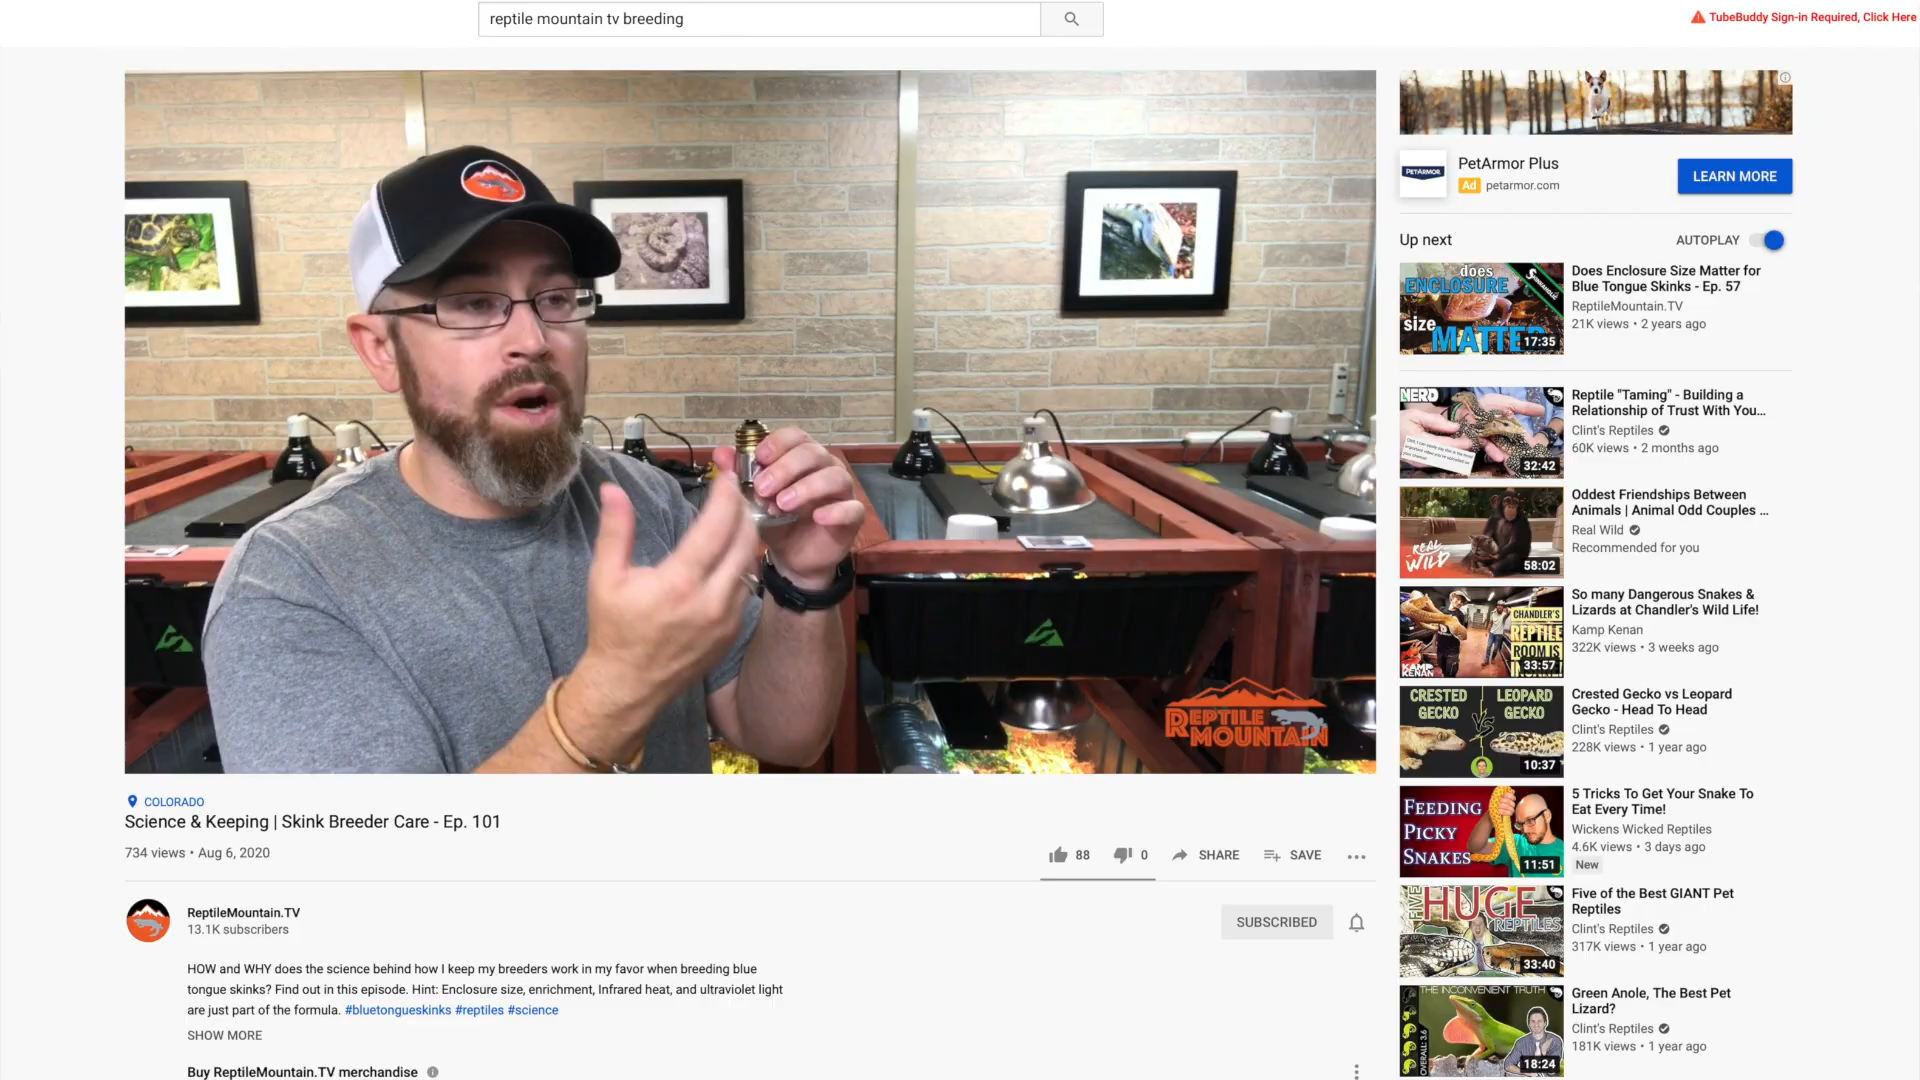 reptile mountain tv breeding
TubeBuddy Sign-in Required, Click Here
REPTILE
MOUNTAIN
COLORADO
Science & Keeping | Skink Breeder Care - Ep. 101
734 views • Aug 6, 2020
88
0
SHARE
SAVE
ReptileMountain.TV
13.1K subscribers
SUBSCRIBED
HOW and WHY does the science behind how I keep my breeders work in my favor when breeding blue
tongue skinks? Find out in this episode. Hint: Enclosure size, enrichment, Infrared heat, and ultraviolet light
are just part of the formula. #bluetongueskinks #reptiles #science
SHOW MORE
Buy ReptileMountain.TV merchandise
PETARMOR
PetArmor Plus
Ad petarmor.com
LEARN MORE
Up next
AUTOPLAY
does
ENCLOSURE
size
MATTER
17:35
Does Enclosure Size Matter for
Blue Tongue Skinks - Ep. 57
ReptileMountain.TV
21K views • 2 years ago
NERD
32:42
Reptile "Taming" - Building a
Relationship of Trust With You...
Clint's Reptiles
60K views • 2 months ago
REAL
WILD
58:02
Oddest Friendships Between
Animals | Animal Odd Couples ...
Real Wild
Recommended for you
CHANDLER'S
REPTILE
ROOM IS
KAMP
KENAN
33:57
So many Dangerous Snakes &
Lizards at Chandler's Wild Life!
Kamp Kenan
322K views • 3 weeks ago
CRESTED
GECKO
VS
LEOPARD
GECKO
10:37
Crested Gecko vs Leopard
Gecko - Head To Head
Clint's Reptiles
228K views • 1 year ago
FEEDING
PICKY
SNAKES
11:51
5 Tricks To Get Your Snake To
Eat Every Time!
Wickens Wicked Reptiles
4.6K views • 3 days ago
New
FIVE
HUGE
REPTILES
33:40
Five of the Best GIANT Pet
Reptiles
Clint's Reptiles
317K views • 1 year ago
THE INCONVENIENT TRUTH
OVERALL: 3.6
18:24
Green Anole, The Best Pet
Lizard?
Clint's Reptiles
181K views • 1 year ago